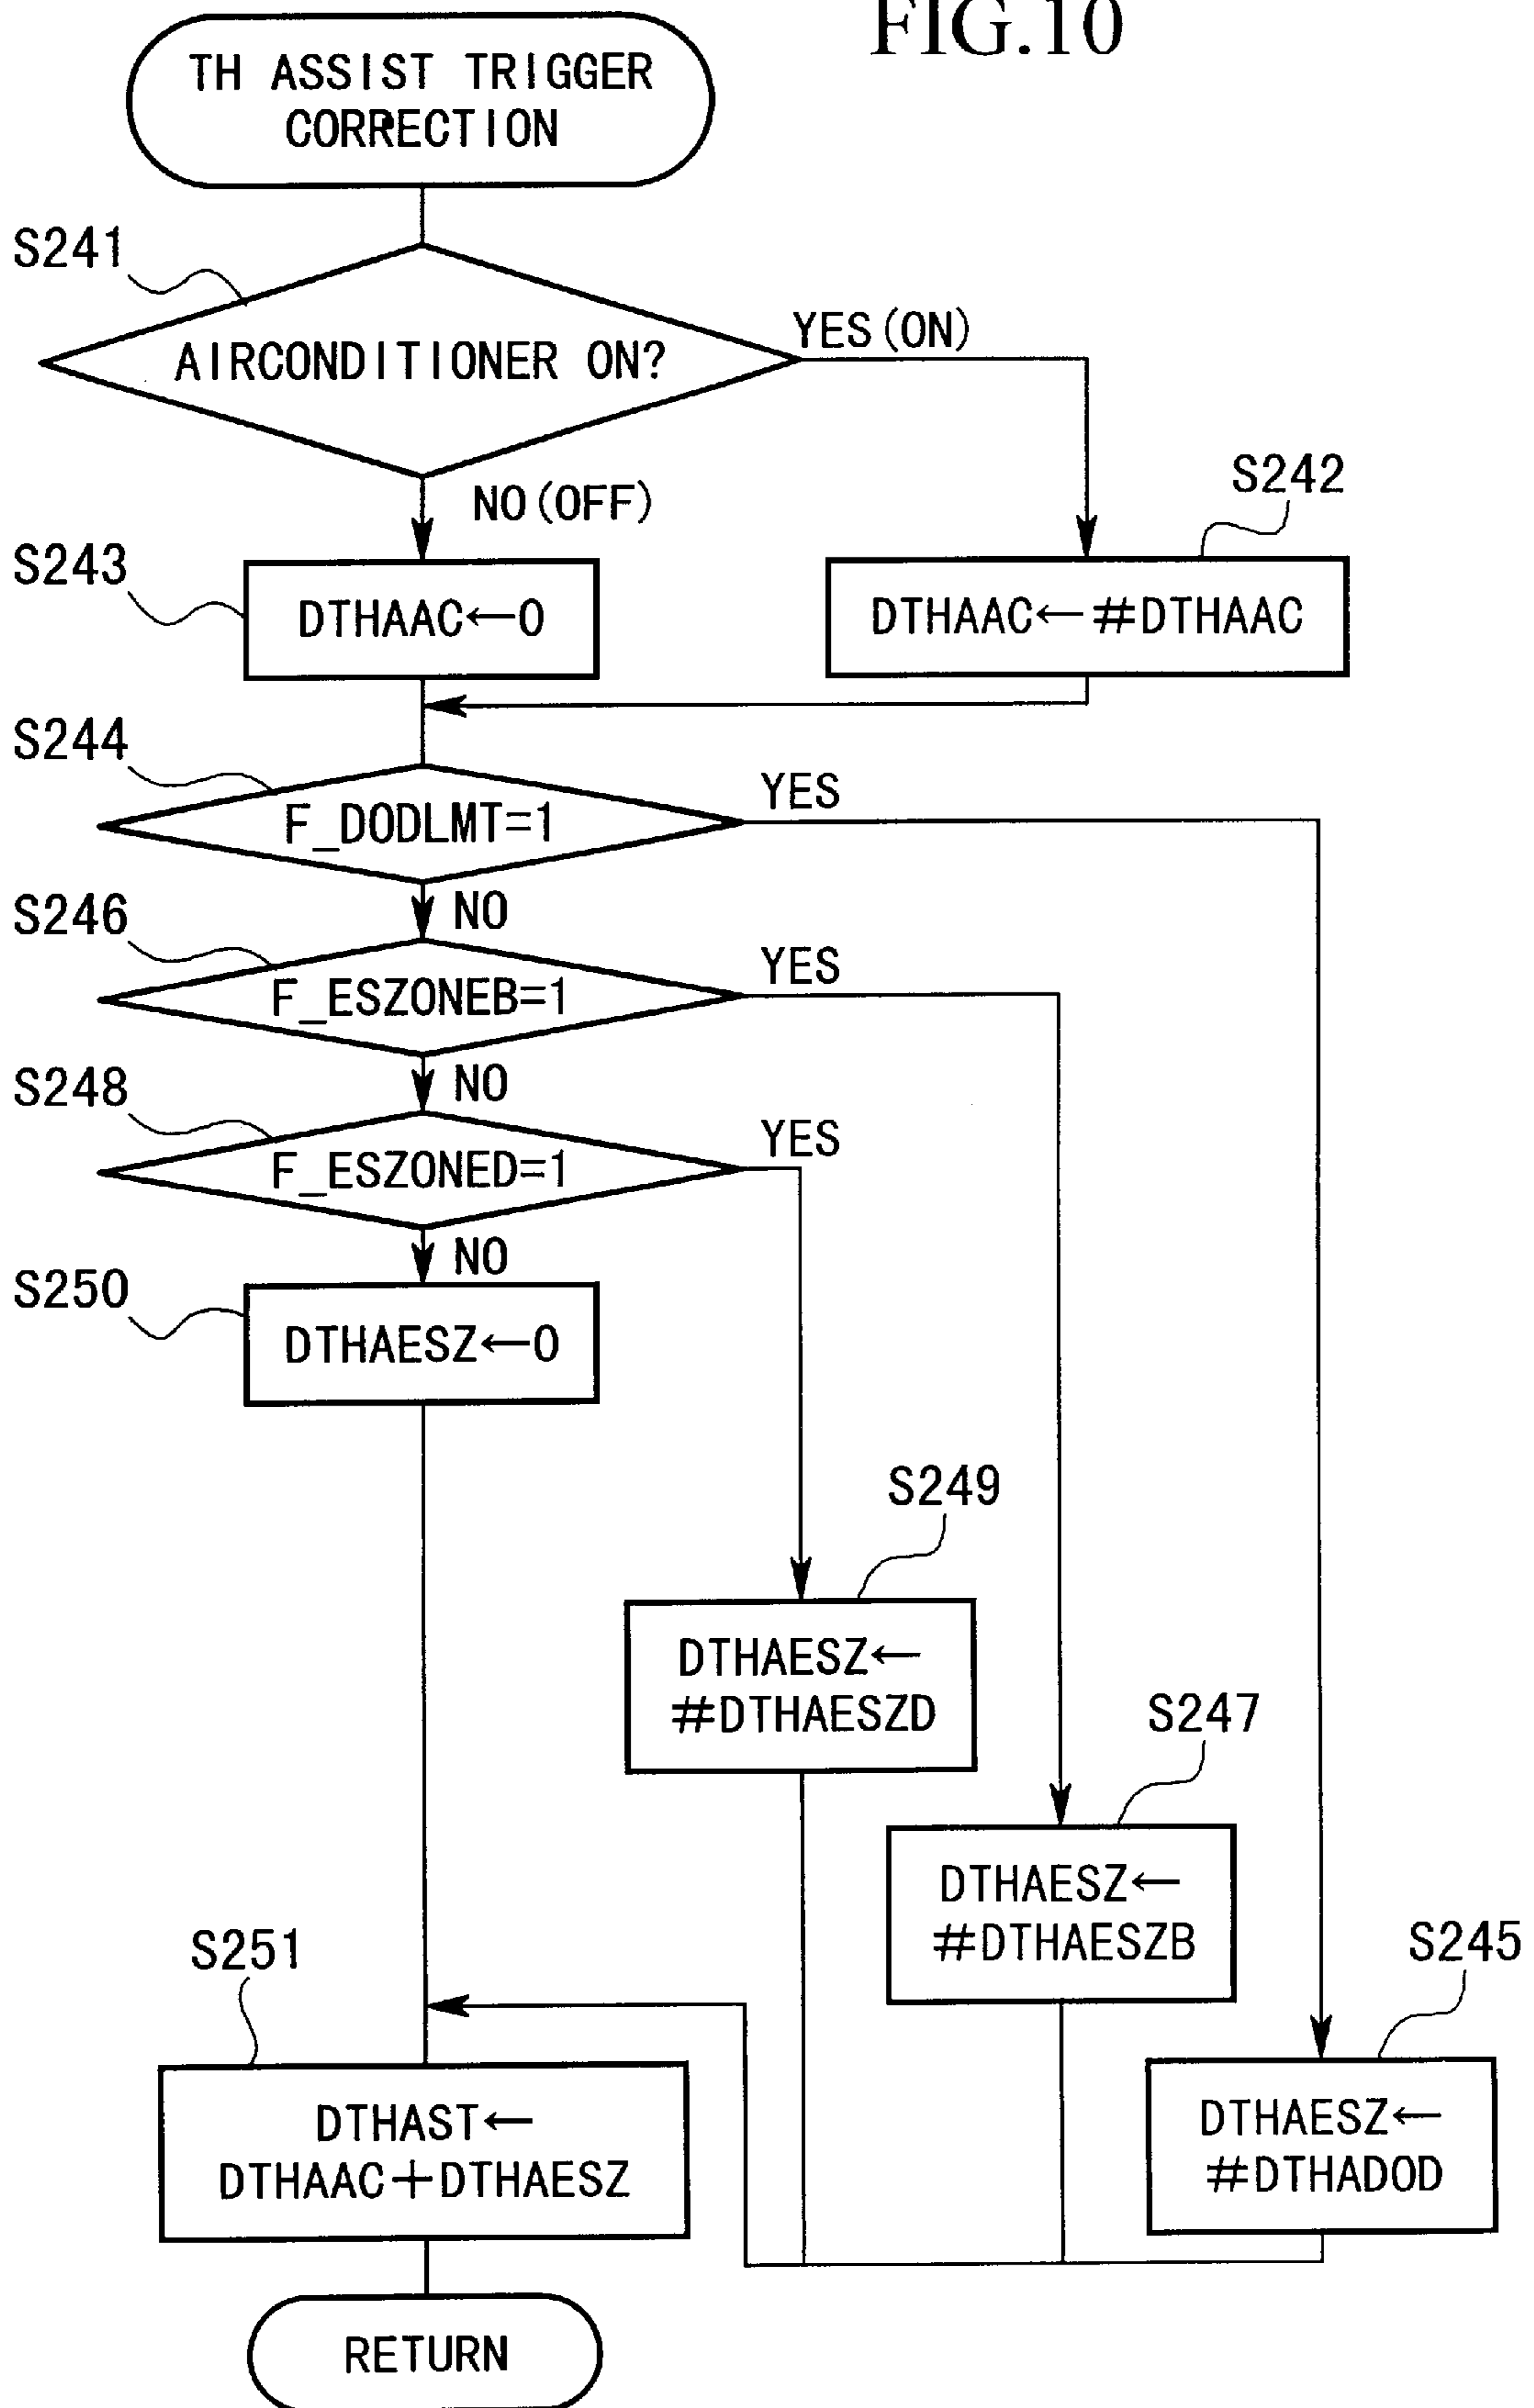 FIG.10
TH ASSIST TRIGGER
CORRECTION
S241
AIRCONDITIONER ON?
YES(ON)
NO(OFF)
S242
S243
DTHAAC←0
DTHAAC←#DTHAAC
S244
F_DODLMT=1
YES
NO
S246
F_ESZONEB=1
YES
NO
S248
F_ESZONED=1
YES
NO
S250
DTHAESZ←0
S249
DTHAESZ←
#DTHAESZD
S247
DTHAESZ←
#DTHAESZB
S245
DTHAESZ←
#DTHADOD
S251
DTHAST←
DTHAAC+DTHAESZ
RETURN